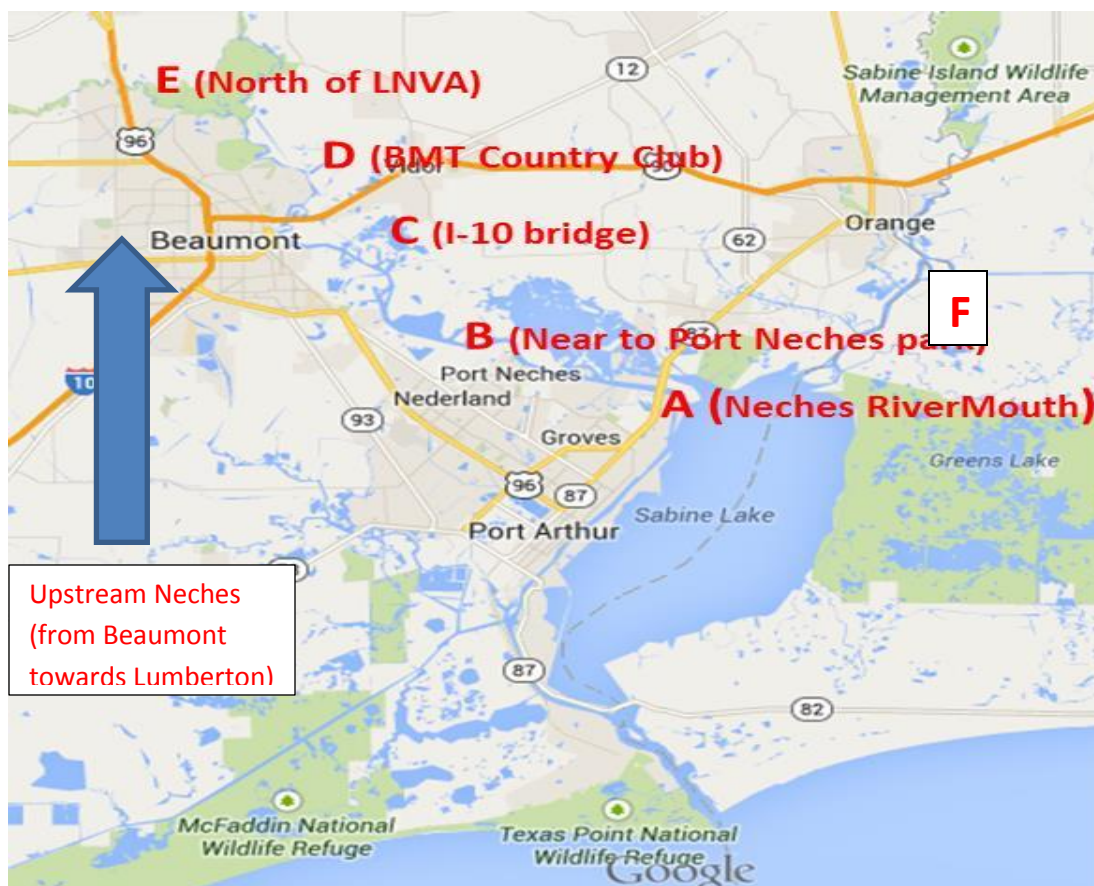 12
Sabine Island Wildlife
Management Area
E (North of LNVA)
96
D (BMT Country Club)
Vidor
90
C (I-10 bridge)
Orange
62
Beaumont
F
87
B (Near to Port Neches park)
Port Neches
10
Nederland
A (Neches RiverMouth)
93
Groves
Greens Lake
96
87
Port Arthur
Sabine Lake
Upstream Neches
(from Beaumont
towards Lumberton)
87
82
McFaddin National
Wildlife Refuge
Texas Point National
Wildlife Refuge
Google